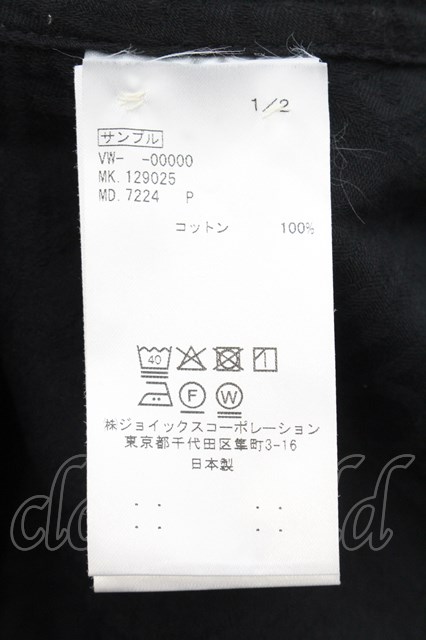 1/2
サンプル
VW-  -00000
MK. 129025
MD. 7224  P
コットン 100%
40
F W
株ジョイックスコーポレーション
東京都千代田区隼町3-16
日本製